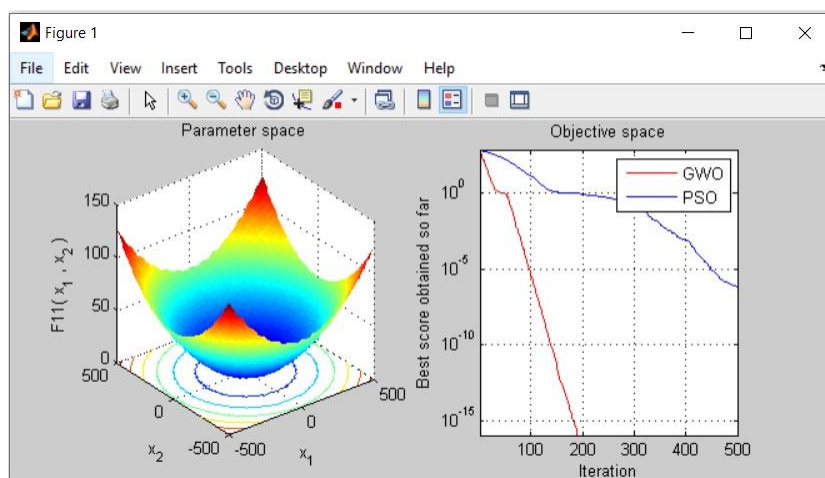 Figure 1
File Edit View Insert Tools Desktop Window Help
Parameter space
F11( x1 , x2 )
150
100
50
0
500
0
-500
x2
-500
0
500
x1
Objective space
Best score obtained so far
10^0
10^-5
10^-10
10^-15
100 200 300 400 500
Iteration
GWO
PSO